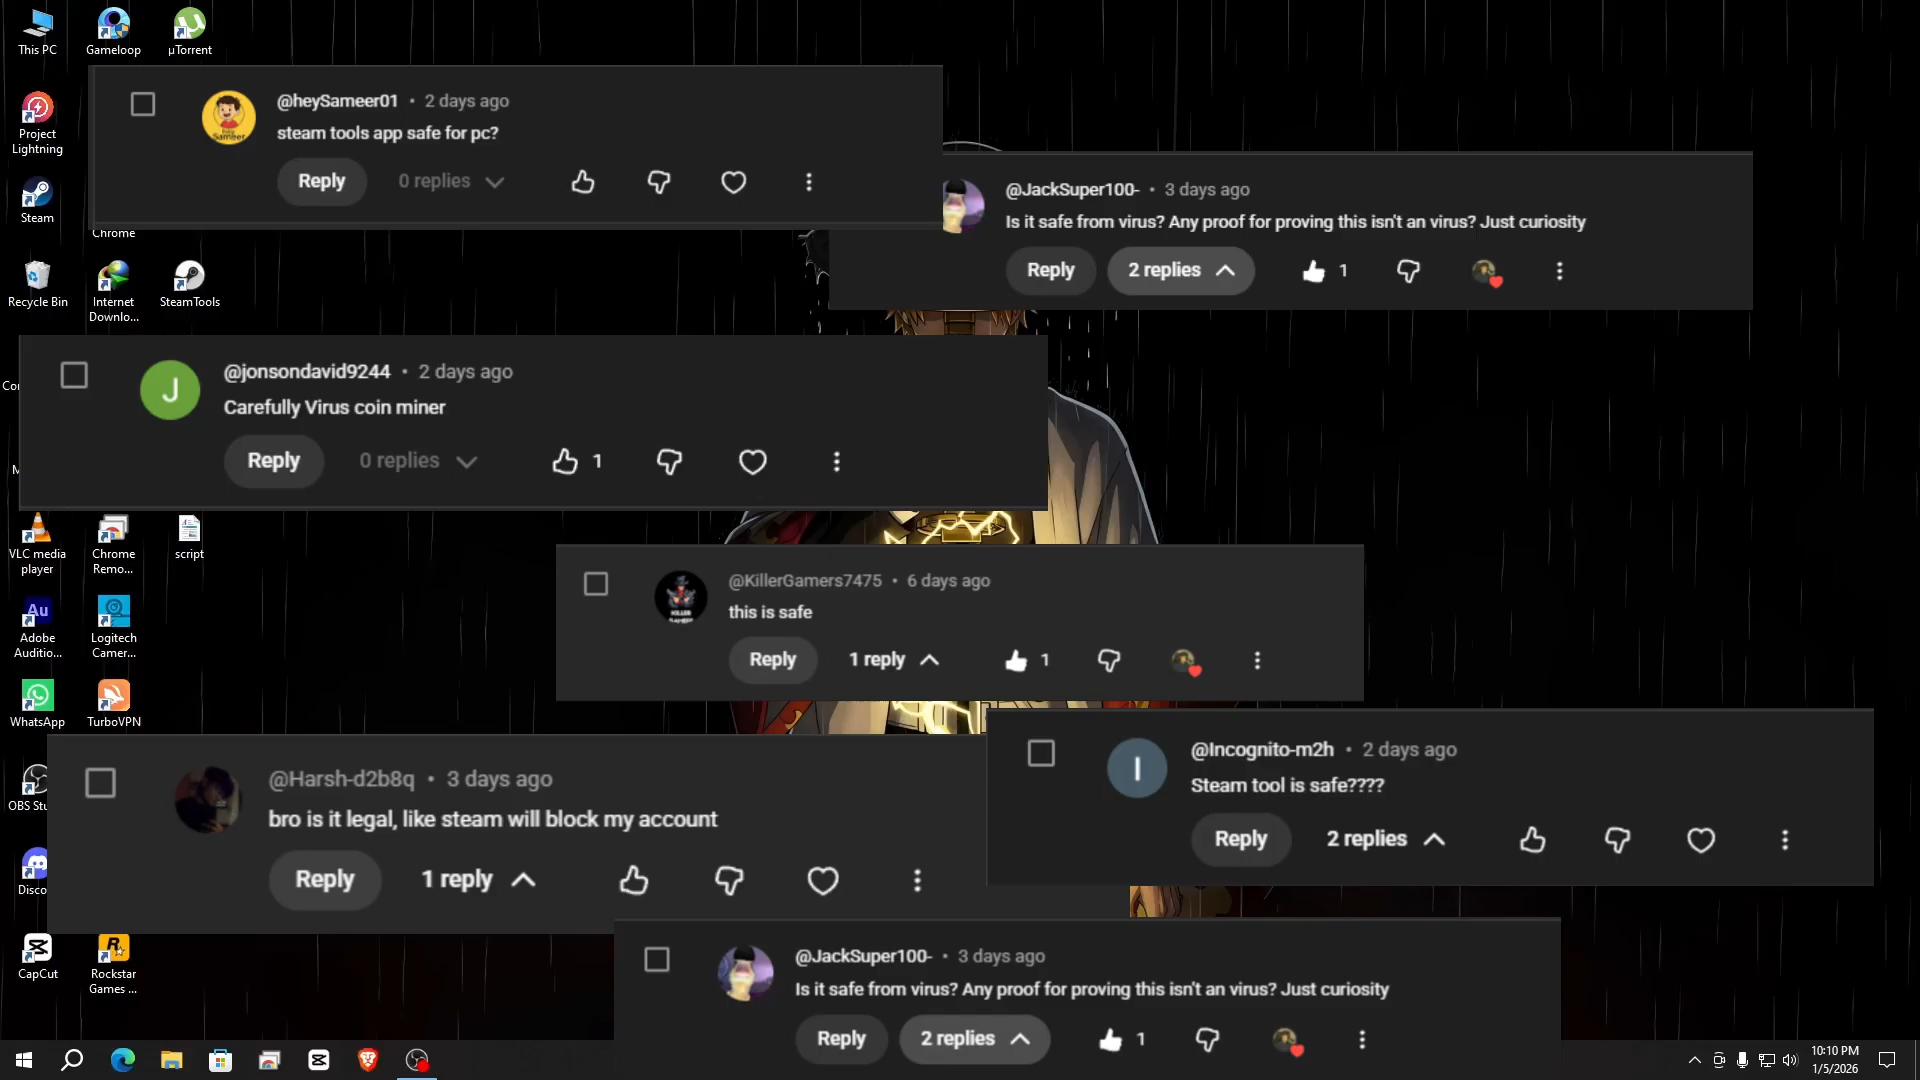 This PC
Gameloop
µTorrent
@heySameer01 • 2 days ago
steam tools app safe for pc?
Reply
0 replies
Project
Lightning
@JackSuper100- • 3 days ago
Is it safe from virus? Any proof for proving this isn't an virus? Just curiosity
Reply
2 replies
1
Steam
Chrome
Recycle Bin
Internet
Downlo...
SteamTools
@jonsondavid9244 • 2 days ago
Carefully Virus coin miner
Reply
0 replies
1
VLC media
player
Chrome
Remo...
script
@KillerGamers7475 • 6 days ago
this is safe
Reply
1 reply
1
Au
Adobe
Auditio...
Logitech
Camer...
WhatsApp
TurboVPN
@Harsh-d2b8q • 3 days ago
bro is it legal, like steam will block my account
Reply
1 reply
I
@Incognito-m2h • 2 days ago
Steam tool is safe????
Reply
2 replies
OBS Stu
Disco
CapCut
Rockstar
Games ...
@JackSuper100- • 3 days ago
Is it safe from virus? Any proof for proving this isn't an virus? Just curiosity
Reply
2 replies
1
10:10 PM
1/5/2026